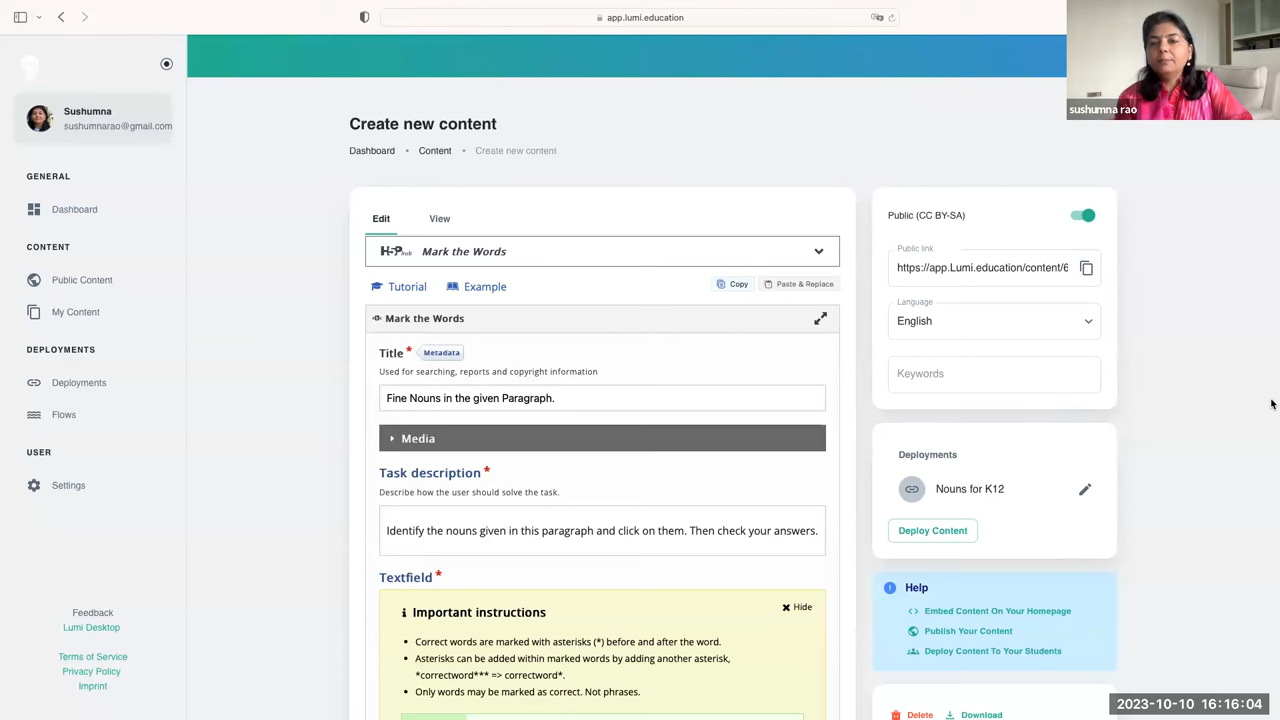 app.lumi.education
sushumna rao
Sushumna
sushumnarao@gmail.com
GENERAL
Dashboard
CONTENT
Public Content
My Content
DEPLOYMENTS
Deployments
Flows
USER
Settings
Feedback
Lumi Desktop
Terms of Service
Privacy Policy
Imprint
Create new content
Dashboard • Content • Create new content
Edit View
H5P hub Mark the Words
Tutorial Example Copy Paste & Replace
Mark the Words
Title * Metadata
Used for searching, reports and copyright information
Fine Nouns in the given Paragraph.
Media
Task description *
Describe how the user should solve the task.
Identify the nouns given in this paragraph and click on them. Then check your answers.
Textfield *
Important instructions Hide
• Correct words are marked with asterisks (*) before and after the word.
• Asterisks can be added within marked words by adding another asterisk,
*correctword*** => correctword*.
• Only words may be marked as correct. Not phrases.
Public (CC BY-SA)
Public link
https://app.Lumi.education/content/6
Language
English
Keywords
Deployments
Nouns for K12
Deploy Content
Help
Embed Content On Your Homepage
Publish Your Content
Deploy Content To Your Students
Delete Download
2023-10-10 16:16:04